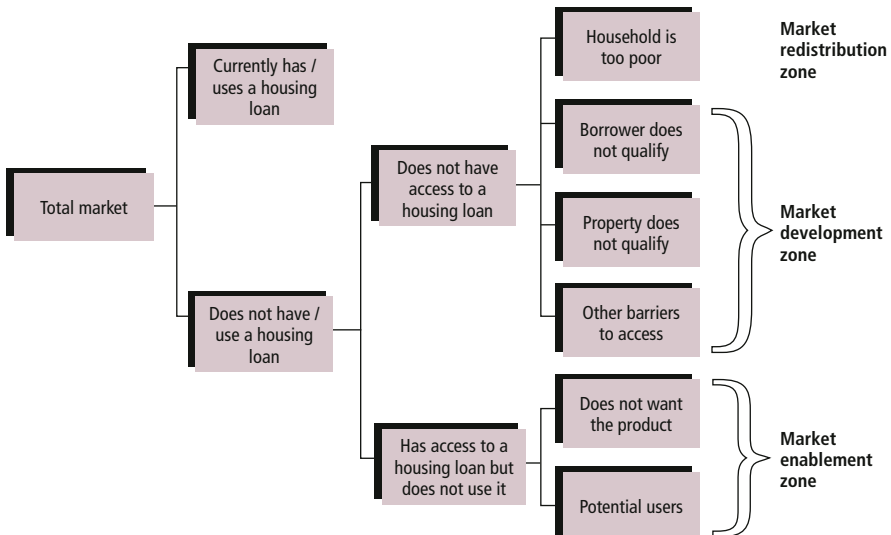 Total market
Currently has /
uses a housing
loan
Does not have /
use a housing
loan
Does not have
access to a
housing loan
Has access to a
housing loan but
does not use it
Household is
too poor
Borrower does
not qualify
Property does
not qualify
Other barriers
to access
Does not want
the product
Potential users
Market
redistribution
zone
Market
development
zone
Market
enablement
zone